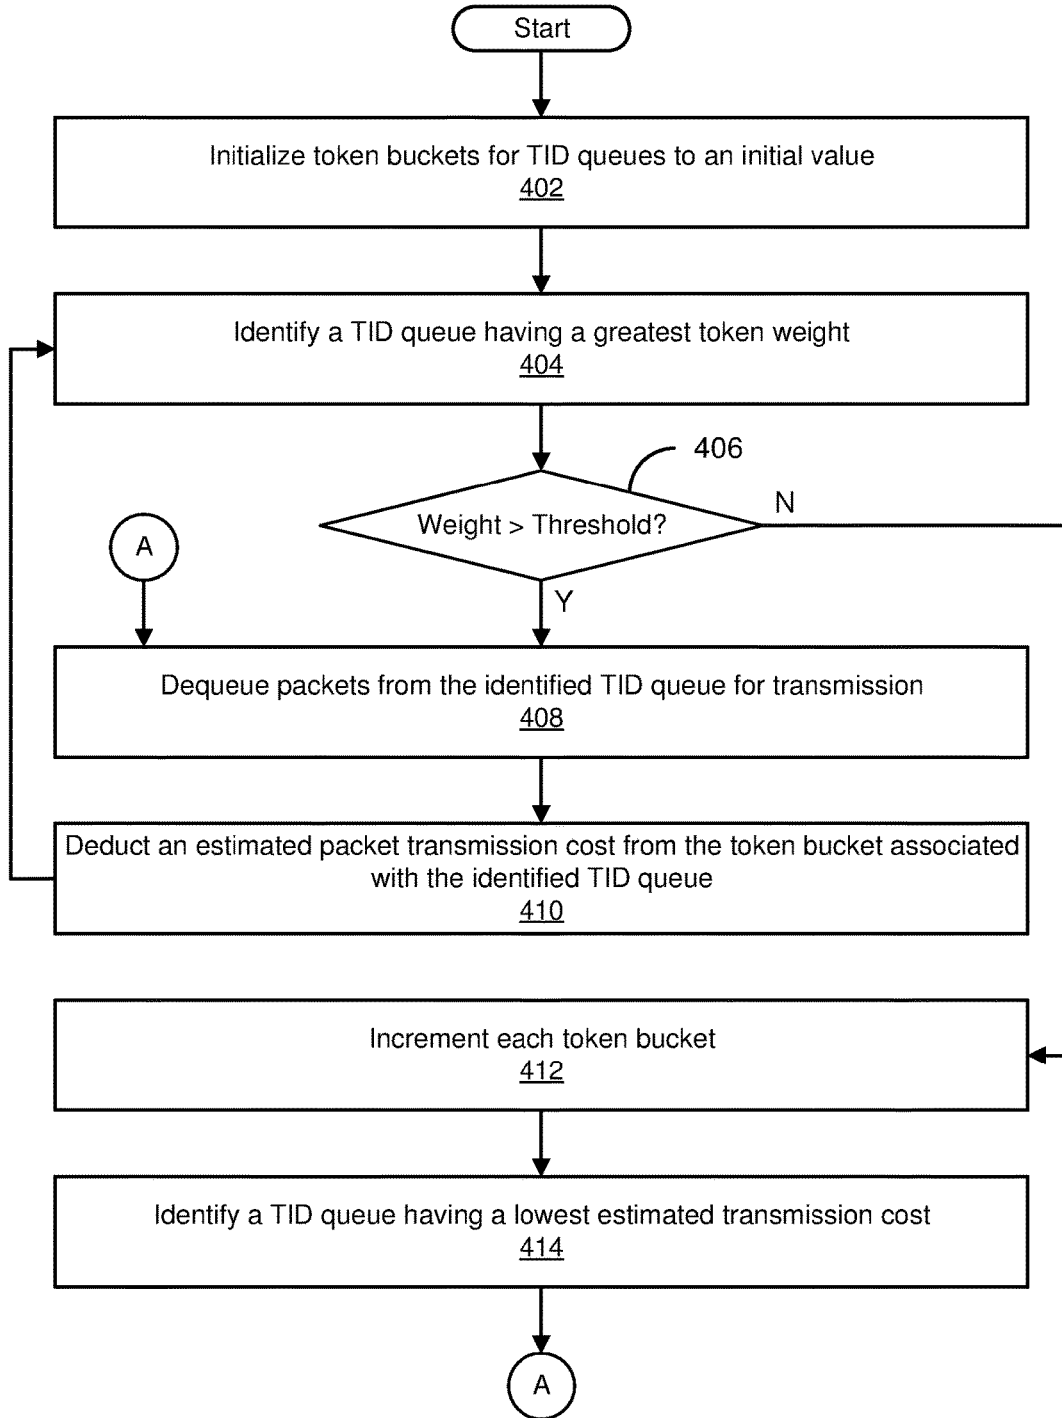 Start
Initialize token buckets for TID queues to an initial value
402
Identify a TID queue having a greatest token weight
404
406
Weight > Threshold?
N
A
Y
Dequeue packets from the identified TID queue for transmission
408
Deduct an estimated packet transmission cost from the token bucket associated
with the identified TID queue
410
Increment each token bucket
412
Identify a TID queue having a lowest estimated transmission cost
414
A